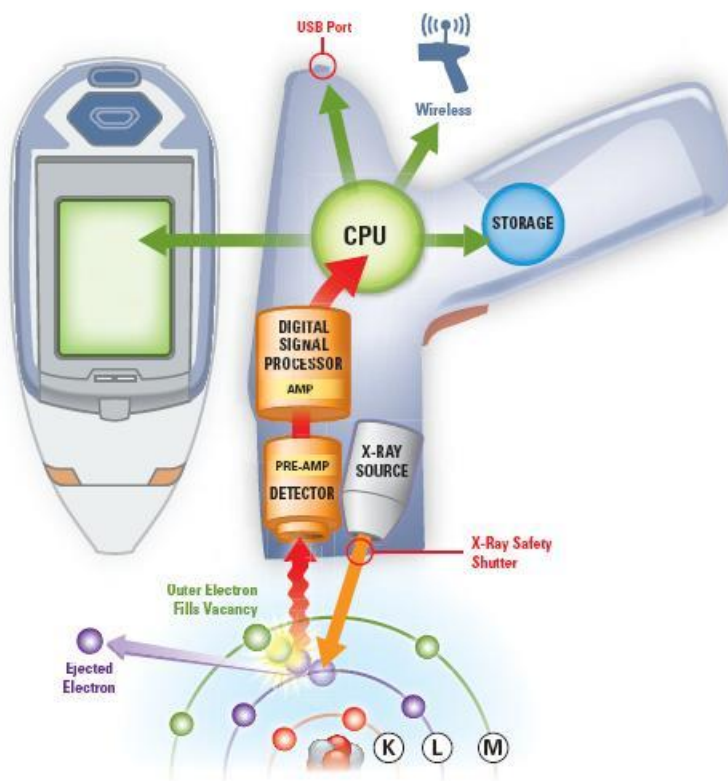 USB Port
Wireless
CPU
STORAGE
DIGITAL
SIGNAL
PROCESSOR
AMP
PRE-AMP
DETECTOR
X-RAY
SOURCE
X-Ray Safety
Shutter
Outer Electron
Fills Vacancy
Ejected
Electron
K
L
M